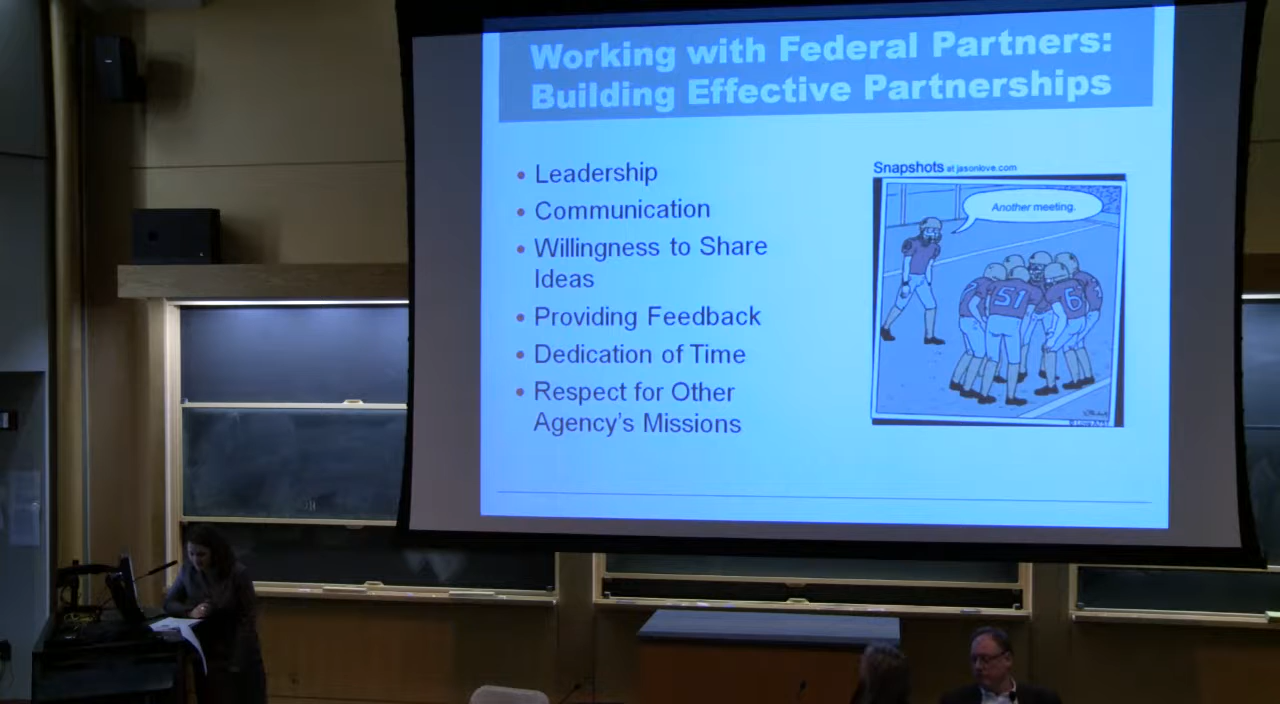 Working with Federal Partners:
Building Effective Partnerships
• Leadership
• Communication
• Willingness to Share
Ideas
• Providing Feedback
• Dedication of Time
• Respect for Other
Agency's Missions
Snapshots at jasonlove.com
Another meeting.
51
6